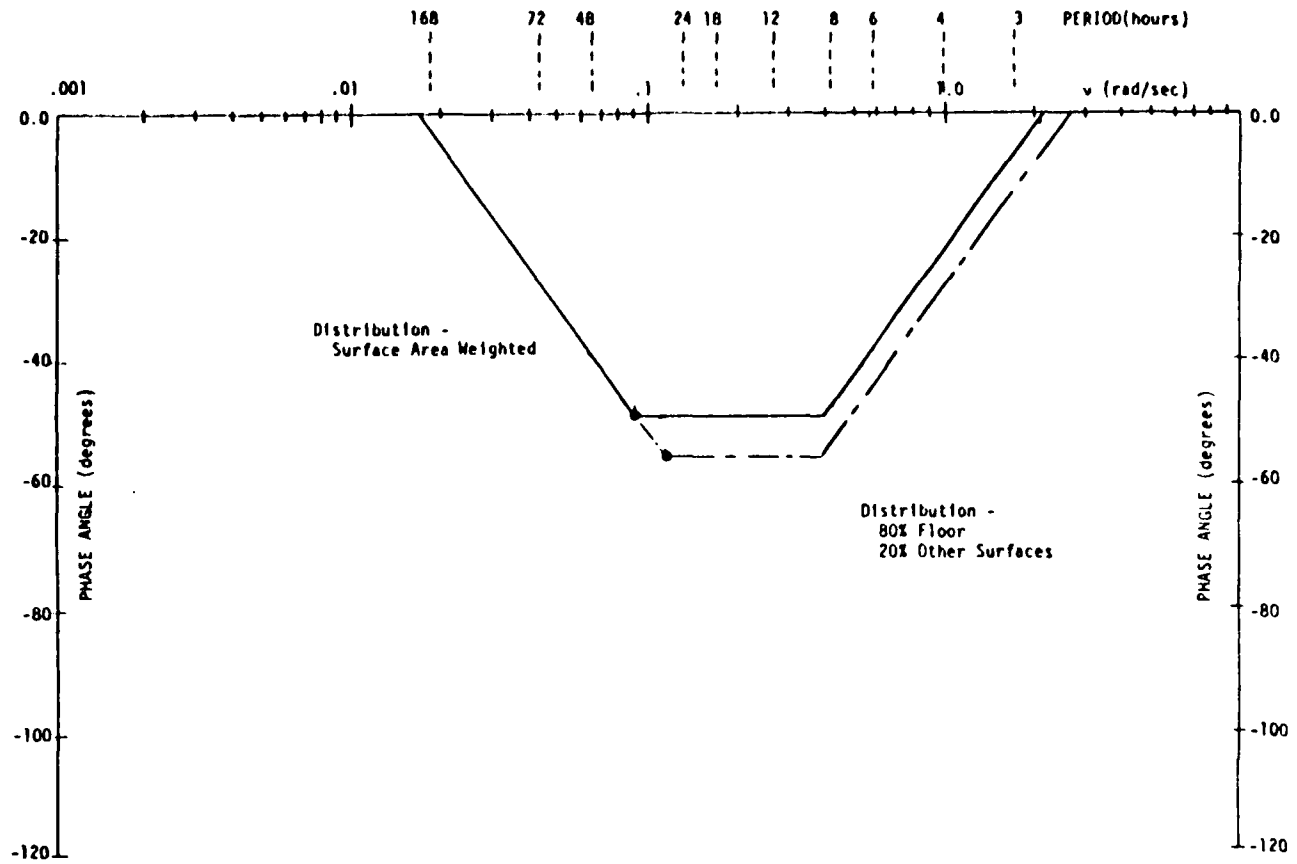 168 72 48 24 18 12 8 6 4 3 PERIOD(hours)
.001 .01 .1 1.0 ν (rad/sec)
0.0 0.0
-20 -20
Distribution -
Surface Area Weighted
-40 -40
PHASE ANGLE (degrees)
PHASE ANGLE (degrees)
-60 -60
Distribution -
80% Floor
20% Other Surfaces
-80 -80
-100 -100
-120 -120